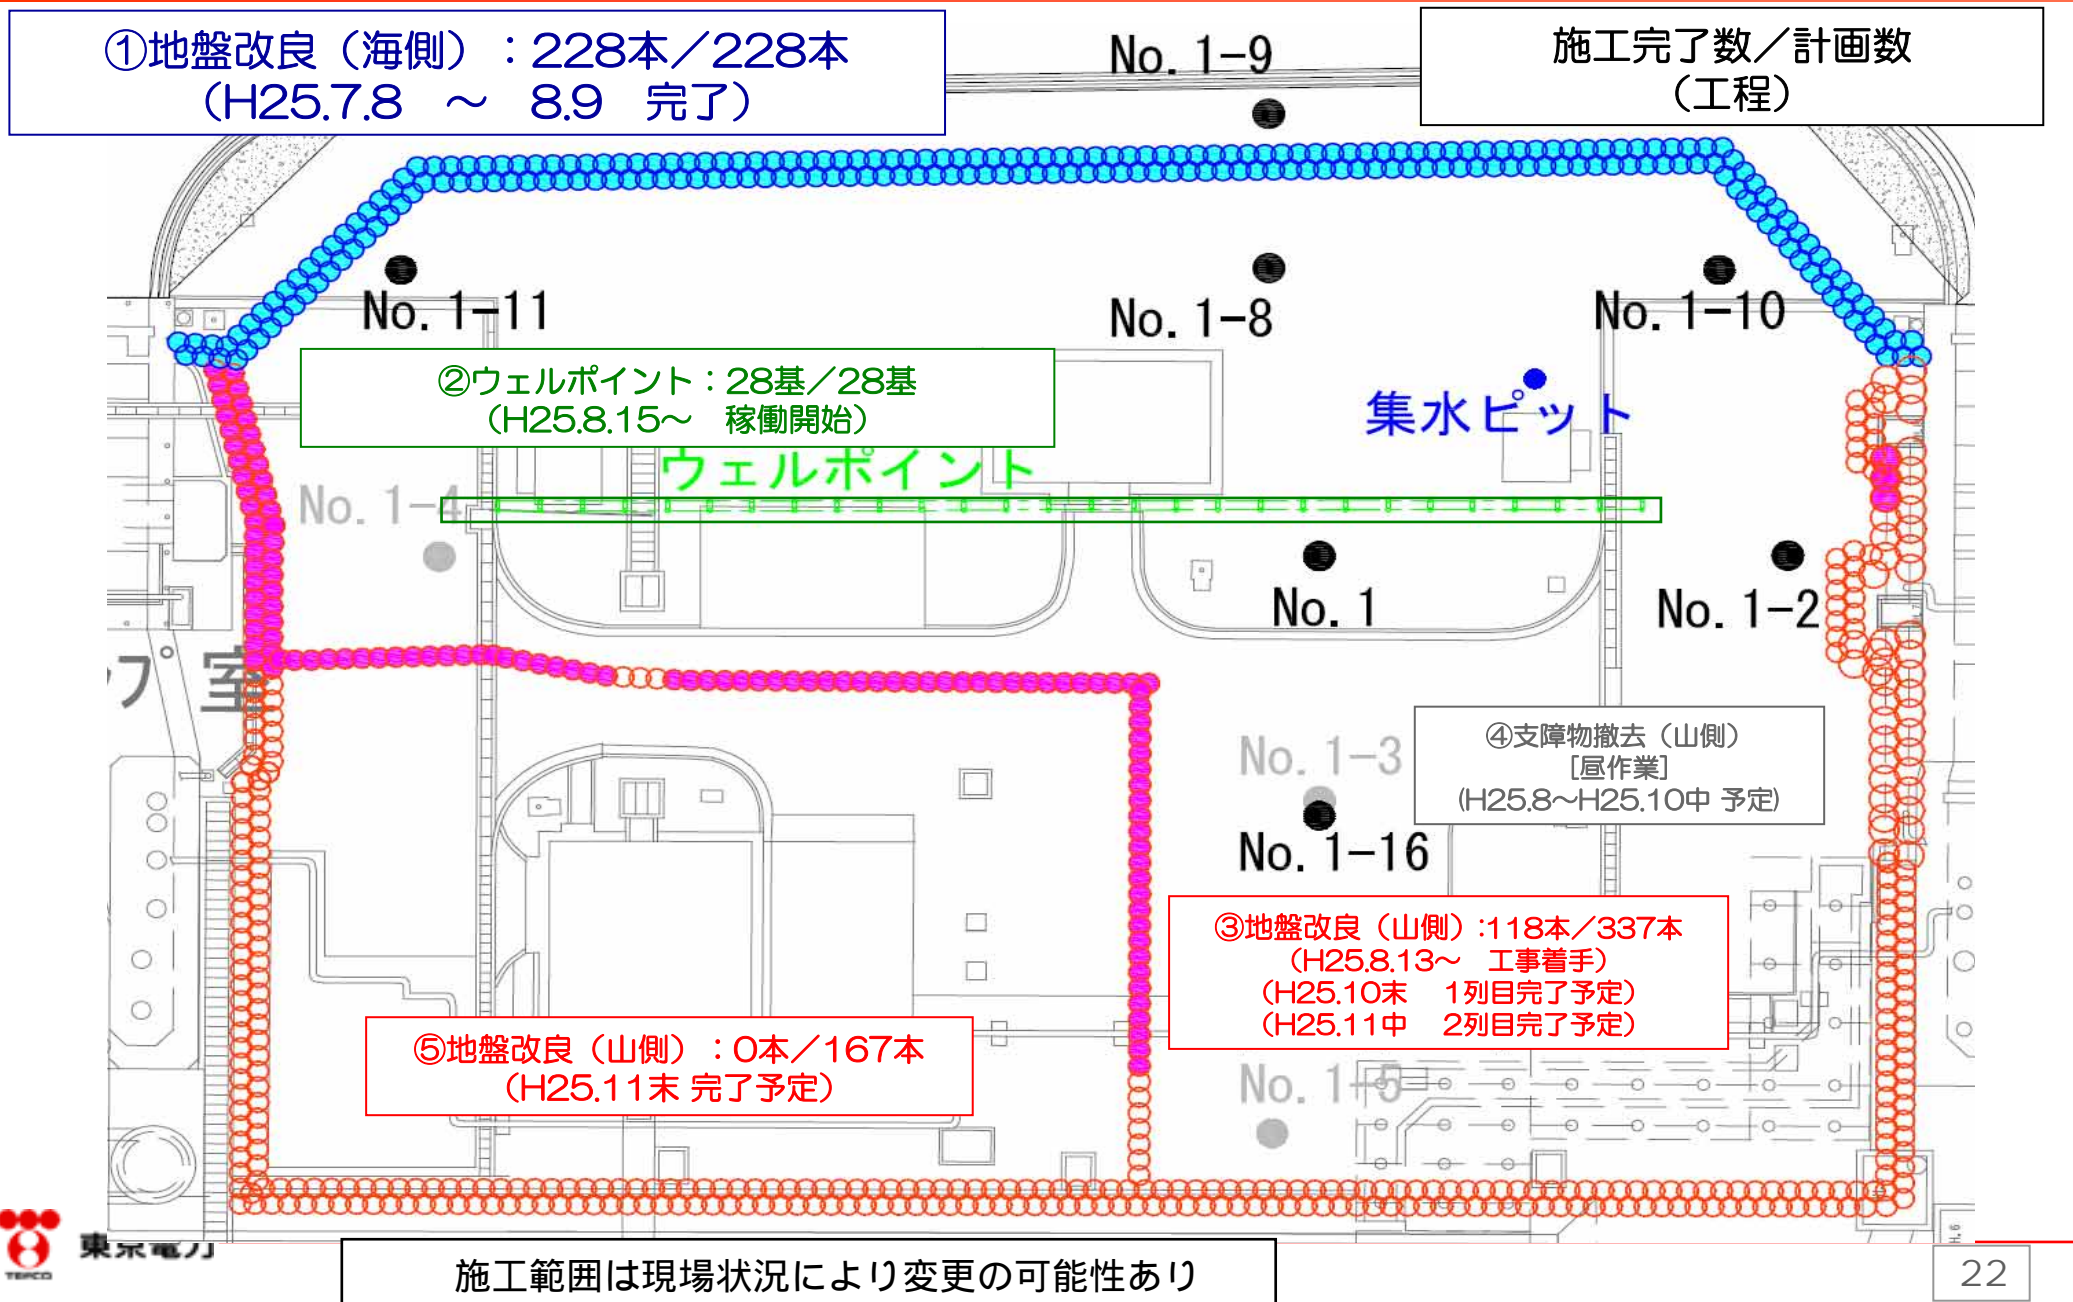 ①地盤改良（海側）：228本／228本
（H25.7.8　～　8.9　完了）
No. 1-9
施工完了数／計画数
（工程）
No. 1-11
No. 1-8
No. 1-10
②ウェルポイント：28基／28基
（H25.8.15～　稼働開始）
集水ピット
ウェルポイント
No. 1-4
No. 1
No. 1-2
プ室
④支障物撤去（山側）
[昼作業]
(H25.8～H25.10中 予定)
No. 1-3
No. 1-16
③地盤改良（山側）:118本／337本
（H25.8.13～　工事着手）
（H25.10末　1列目完了予定）
（H25.11中　2列目完了予定）
⑤地盤改良（山側）：0本／167本
（H25.11末 完了予定）
No. 1-5
東京電力
TEPCO
施工範囲は現場状況により変更の可能性あり
22